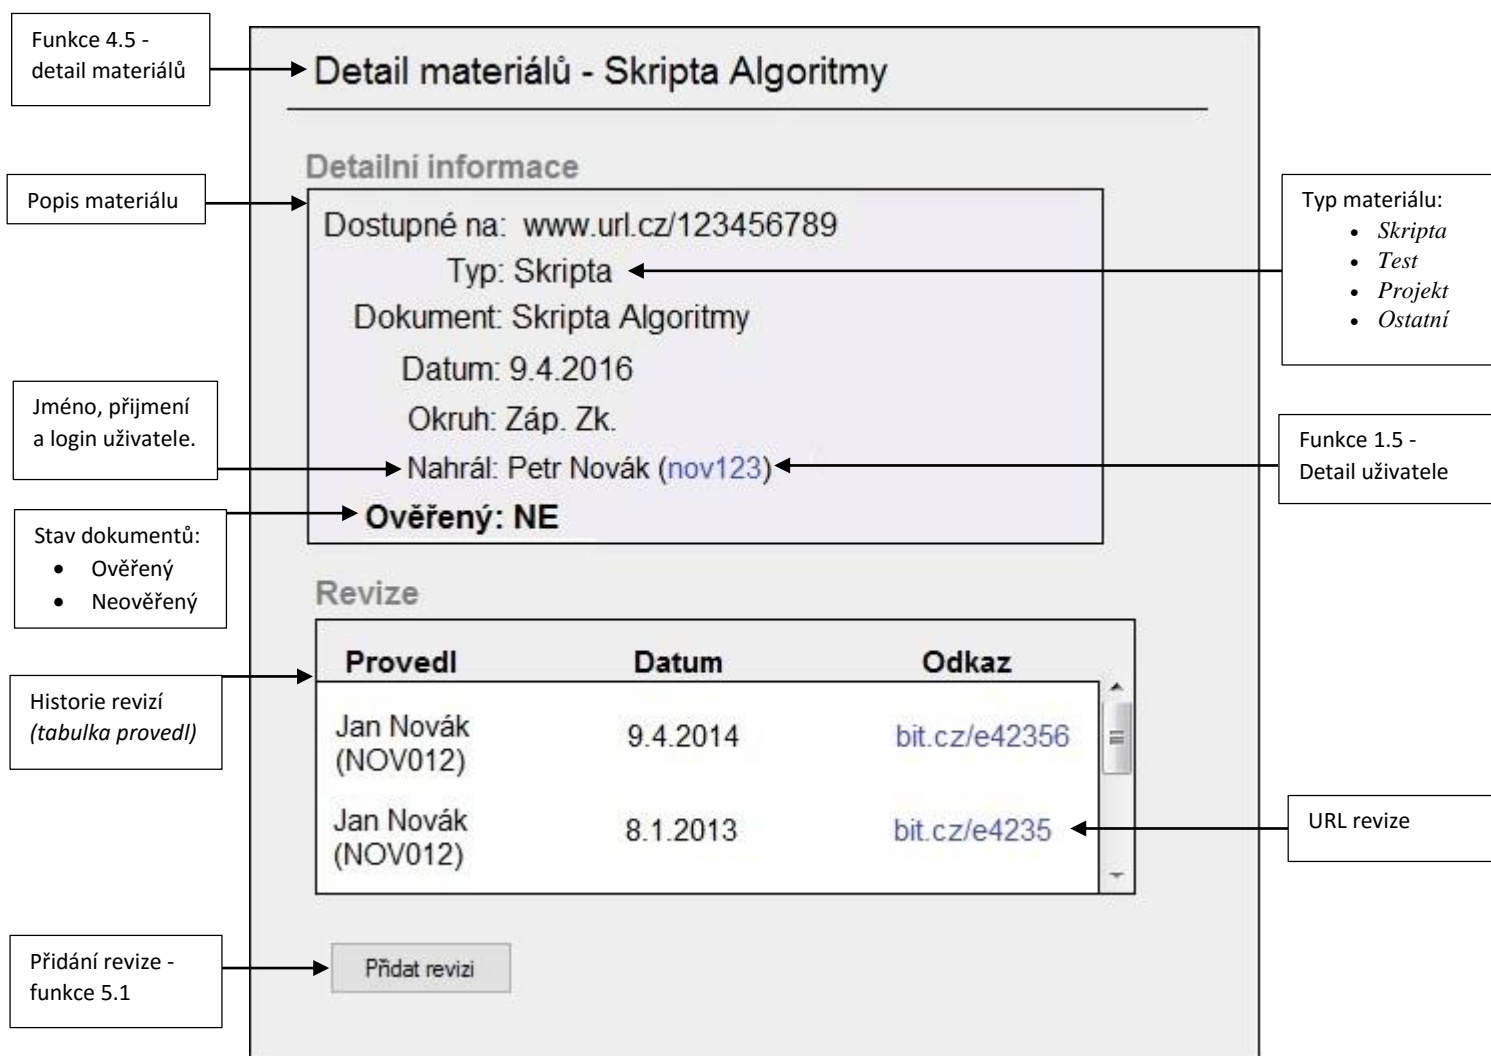 Funkce 4.5 -
detail materiálů
Detail materiálů - Skripta Algoritmy
Detailní informace
Popis materiálu
Dostupné na: www.url.cz/123456789
Typ: Skripta
Dokument: Skripta Algoritmy
Datum: 9.4.2016
Okruh: Záp. Zk.
Nahrál: Petr Novák (nov123)
Ověřený: NE
Typ materiálu:
• Skripta
• Test
• Projekt
• Ostatní
Jméno, přijmení
a login uživatele.
Funkce 1.5 -
Detail uživatele
Stav dokumentů:
• Ověřený
• Neověřený
Revize
Provedl Datum Odkaz
Jan Novák
(NOV012)
9.4.2014
bit.cz/e42356
Jan Novák
(NOV012)
8.1.2013
bit.cz/e4235
Historie revizí
(tabulka provedl)
URL revize
Přidání revize -
funkce 5.1
Přidat revizi